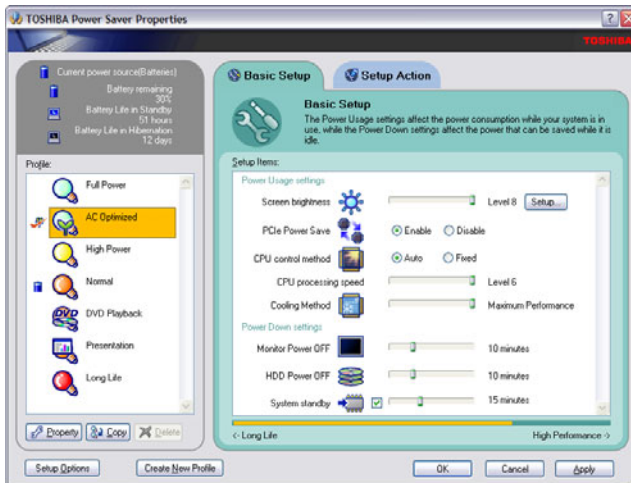 TOSHIBA Power Saver Properties
TOSHIBA
Current power source(Batteries)
Battery remaining
30%
Battery Life in Standby
51 hours
Battery Life in Hibernation
12 days
Profile:
Full Power
AC Optimized
High Power
Normal
DVD Playback
Presentation
Long Life
Property
Copy
Delete
Setup Options
Create New Profile
Basic Setup
Setup Action
Basic Setup
The Power Usage settings affect the power consumption while your system is in
use, while the Power Down settings affect the power that can be saved while it is
idle.
Setup Items:
Power Usage settings
Screen brightness Level 8 Setup...
PCIe Power Save Enable Disable
CPU control method Auto Fixed
CPU processing speed Level 6
Cooling Method Maximum Performance
Power Down settings
Monitor Power OFF 10 minutes
HDD Power OFF 10 minutes
System standby 15 minutes
<- Long Life High Performance ->
OK Cancel Apply